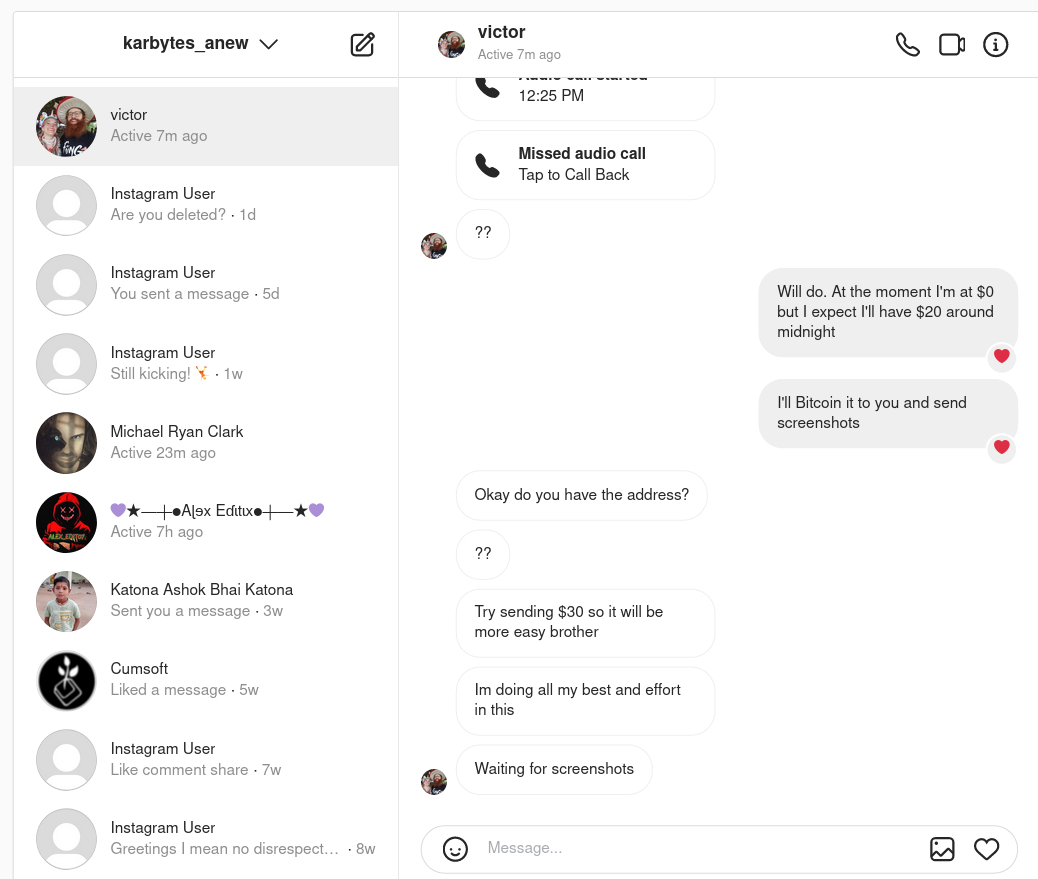 karbytes_anew
victor
Active 7m ago
Instagram User
Are you deleted? · 1d
Instagram User
You sent a message · 5d
Instagram User
Still kicking! 🤸 · 1w
Michael Ryan Clark
Active 23m ago
Active 7h ago
Katona Ashok Bhai Katona
Sent you a message · 3w
Cumsoft
Liked a message · 5w
Instagram User
Like comment share · 7w
Instagram User
Greetings I mean no disrespect… · 8w
victor
Active 7m ago
Audio call started
12:25 PM
Missed audio call
Tap to Call Back
??
Will do. At the moment I'm at $0
but I expect I'll have $20 around
midnight
I'll Bitcoin it to you and send
screenshots
Okay do you have the address?
??
Try sending $30 so it will be
more easy brother
Im doing all my best and effort
in this
Waiting for screenshots
Message...